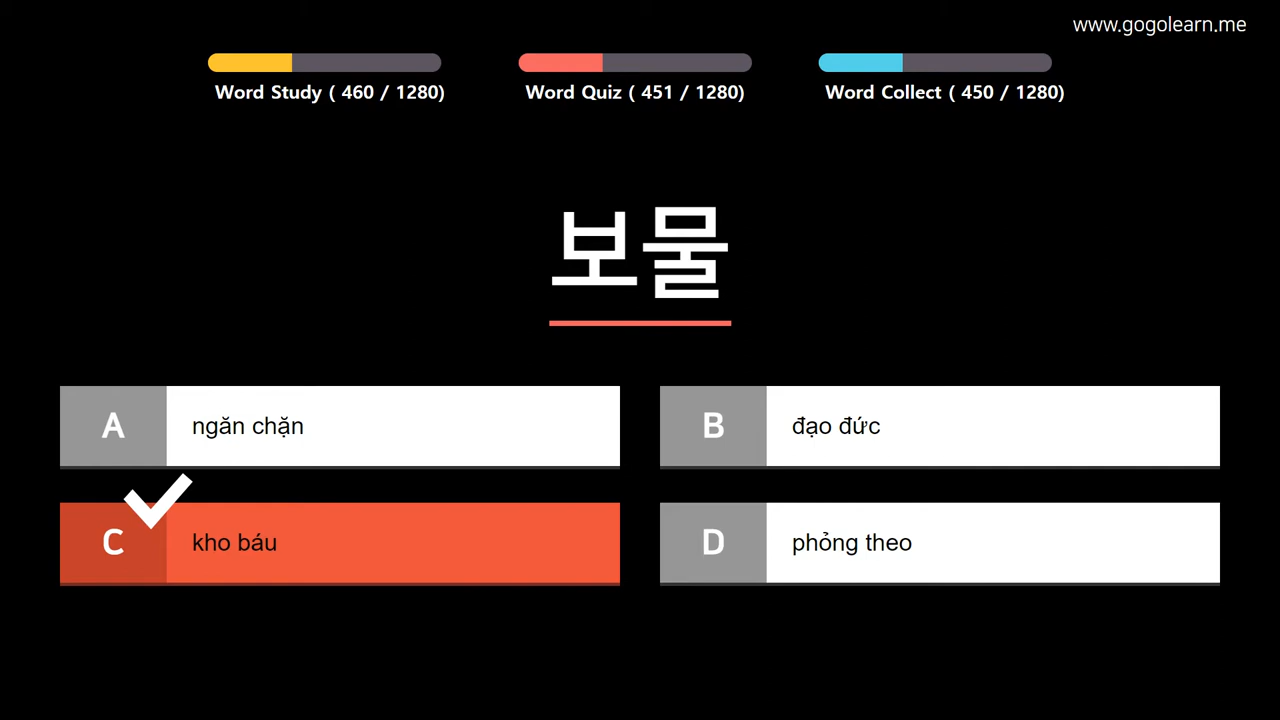 www.gogolearn.me
Word Study ( 460 / 1280)
Word Quiz ( 451 / 1280)
Word Collect ( 450 / 1280)
보물
A ngăn chặn
B đạo đức
C kho báu
D phỏng theo